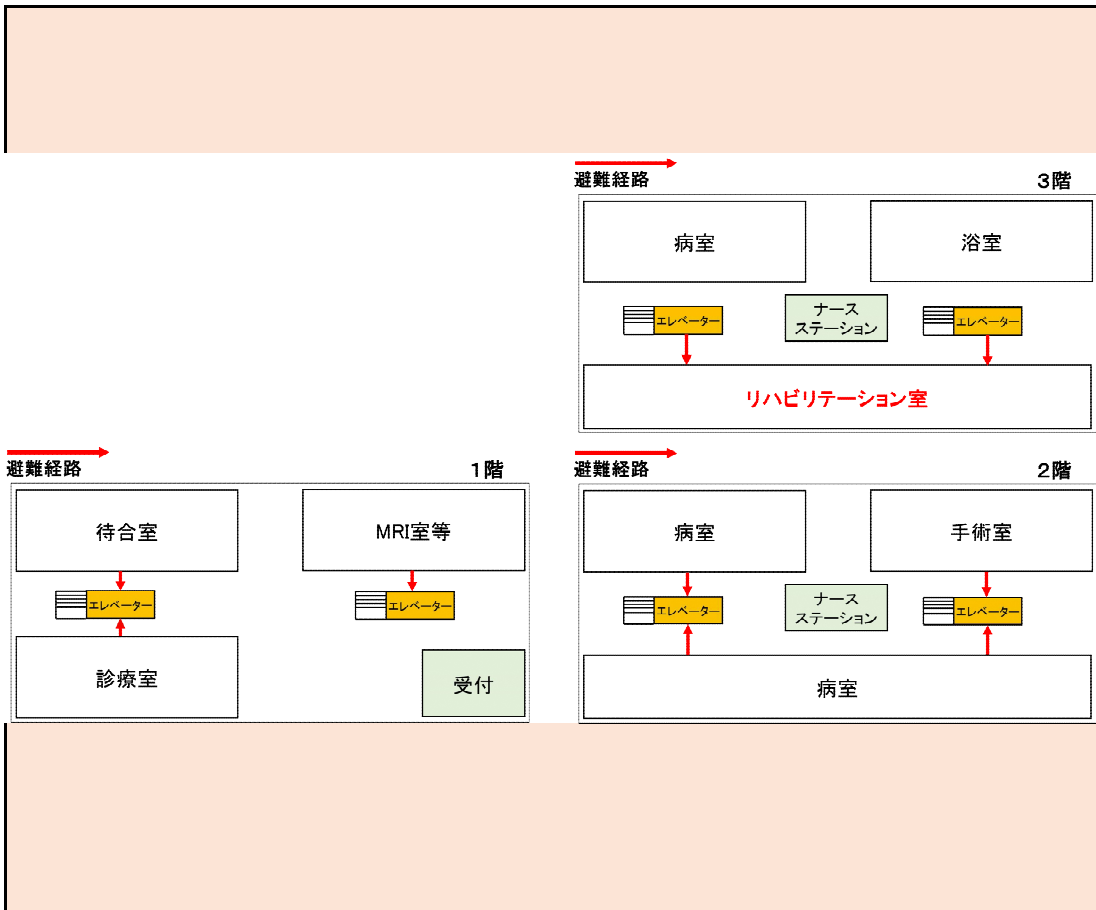 避難経路
3階
病室
浴室
エレベーター
ナース
ステーション
エレベーター
リハビリテーション室
避難経路
1階
待合室
MRI室等
エレベーター
エレベーター
診療室
受付
避難経路
2階
病室
手術室
エレベーター
ナース
ステーション
エレベーター
病室